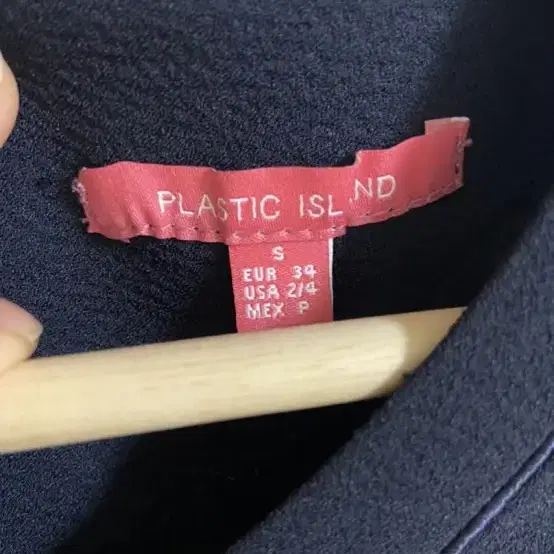 PLASTIC ISL ND
S
EUR 34
USA 2/4
MEX P